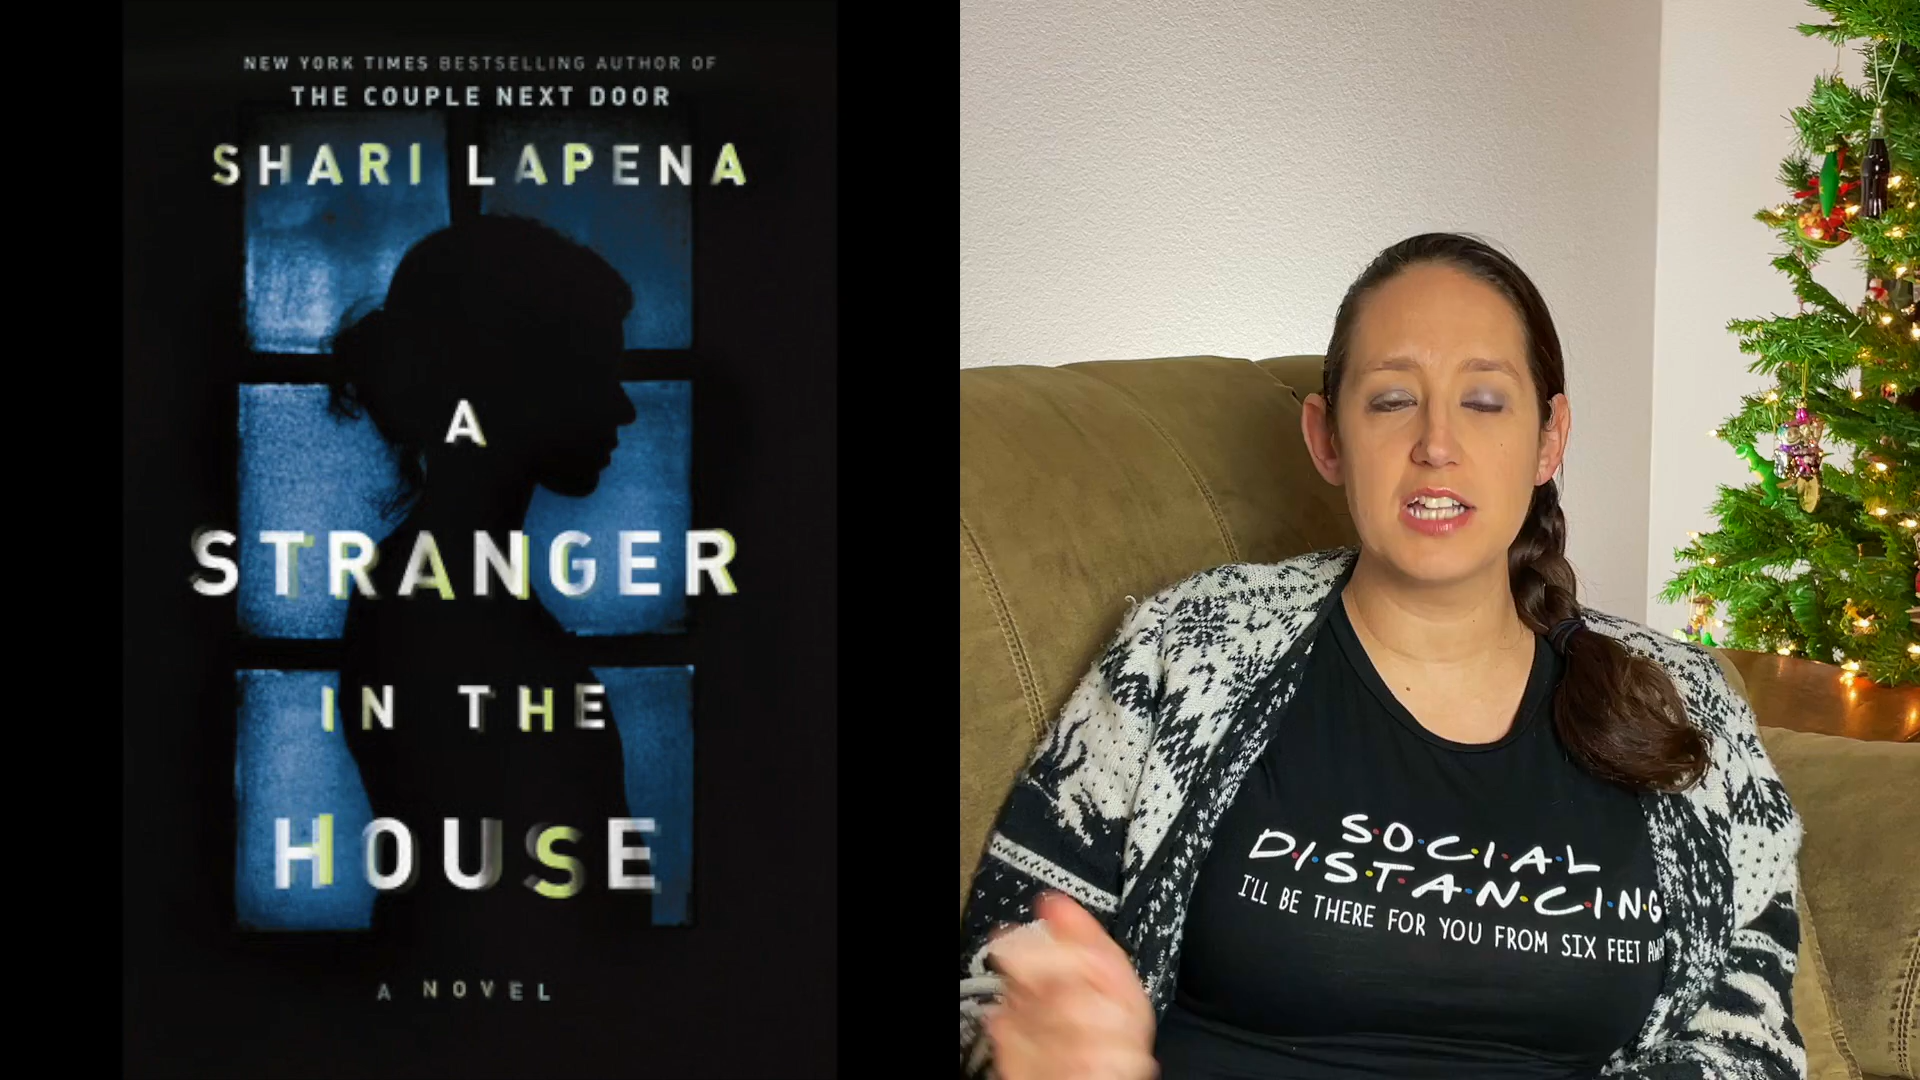 NEW YORK TIMES BESTSELLING AUTHOR OF
THE COUPLE NEXT DOOR
SHARI LAPENA
A
STRANGER
IN THE
HOUSE
A NOVEL
SOCIAL
DISTANCING
I'LL BE THERE FOR YOU FROM SIX FEET